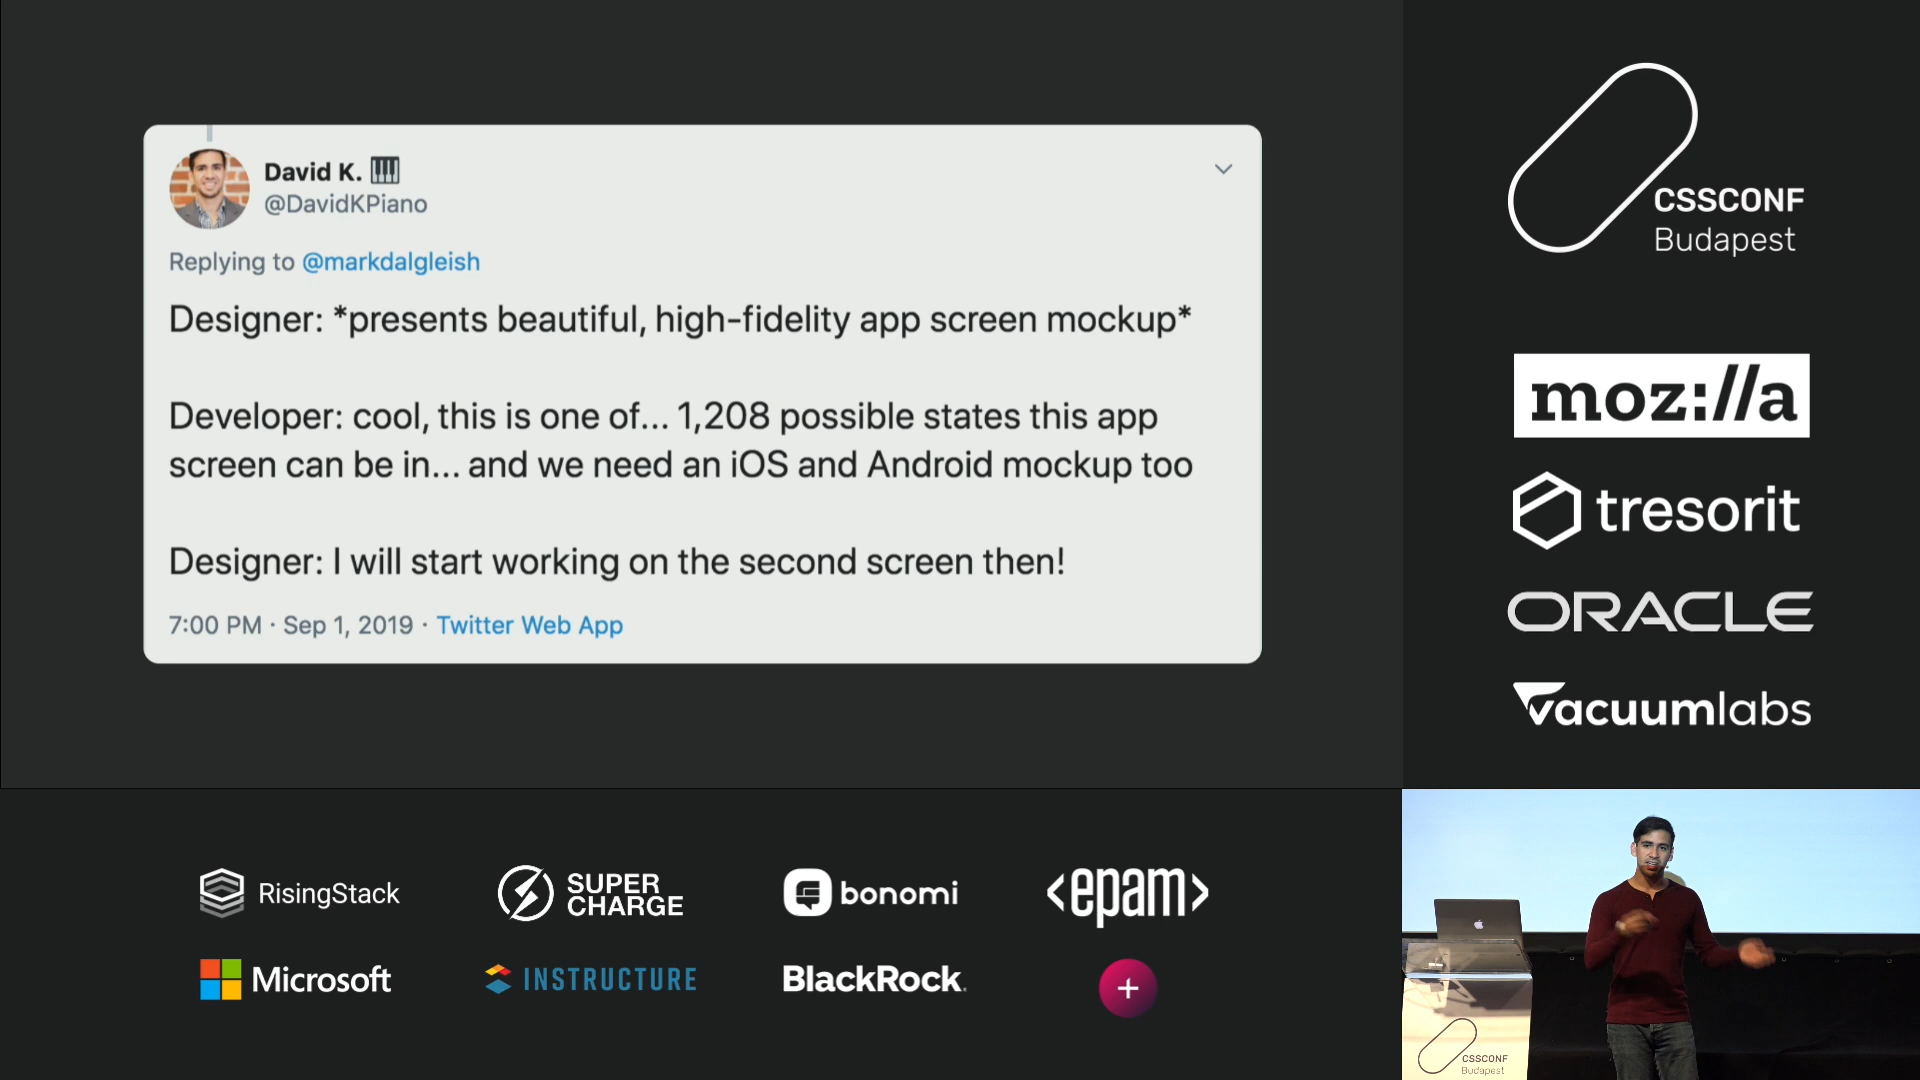 David K.
@DavidKPiano
Replying to @markdalgleish
Designer: *presents beautiful, high-fidelity app screen mockup*
Developer: cool, this is one of... 1,208 possible states this app
screen can be in... and we need an iOS and Android mockup too
Designer: I will start working on the second screen then!
7:00 PM · Sep 1, 2019 · Twitter Web App
CSSCONF
Budapest
moz://a
tresorit
ORACLE
vacuumlabs
RisingStack
SUPER
CHARGE
bonomi
<epam>
Microsoft
INSTRUCTURE
BlackRock.
+
CSSCONF
Budapest